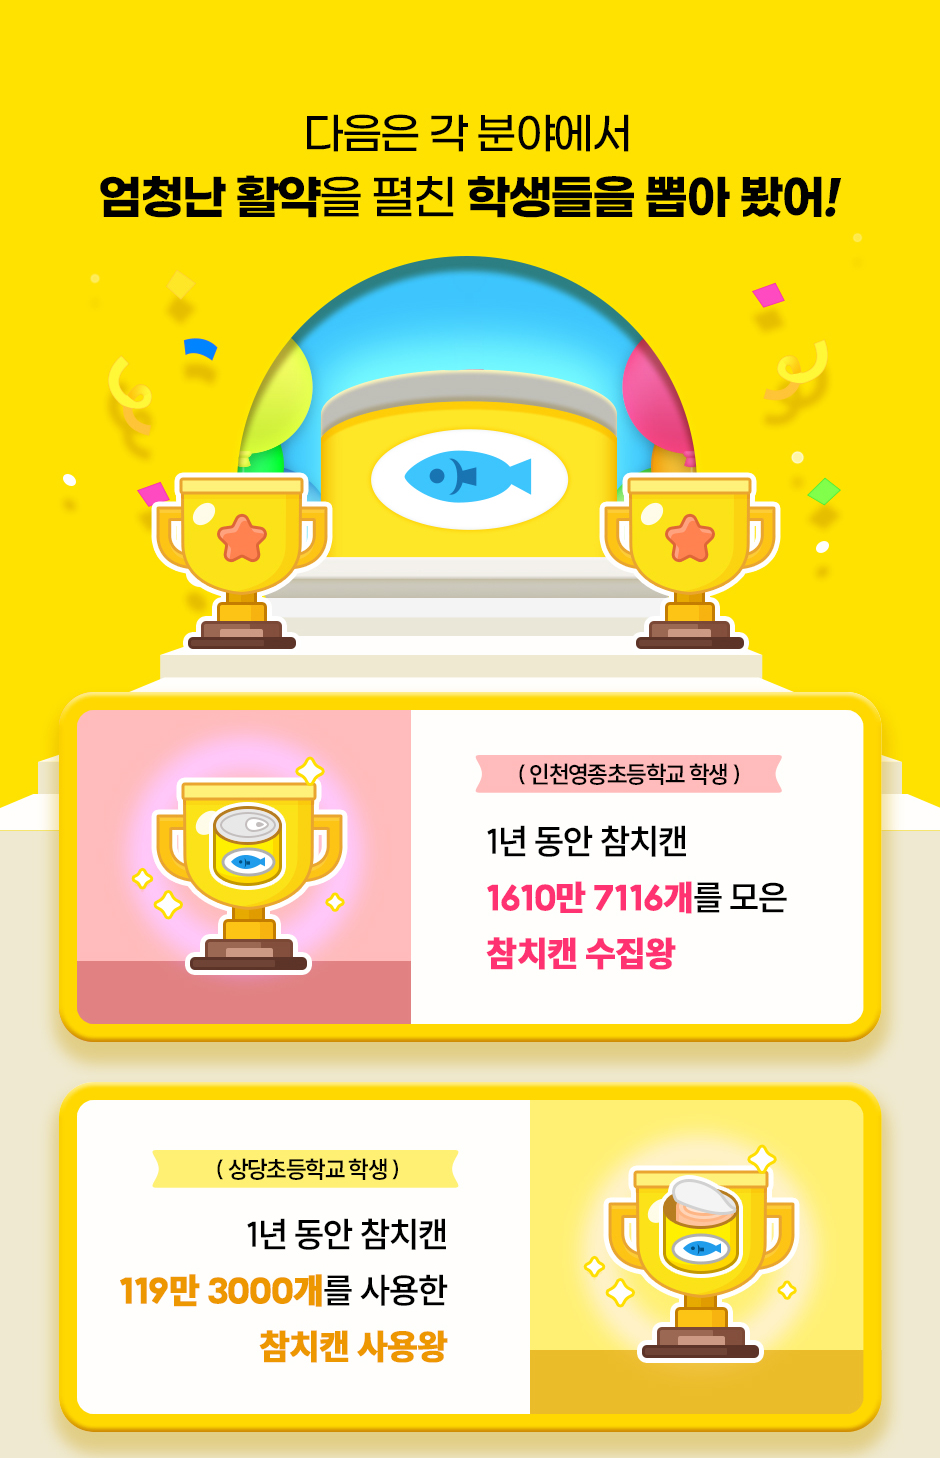 다음은 각 분야에서
엄청난 활약을 펼친 학생들을 뽑아 봤어!
( 인천영종초등학교 학생 )
1년 동안 참치캔
1610만 7116개를 모은
참치캔 수집왕
( 상당초등학교 학생 )
1년 동안 참치캔
119만 3000개를 사용한
참치캔 사용왕